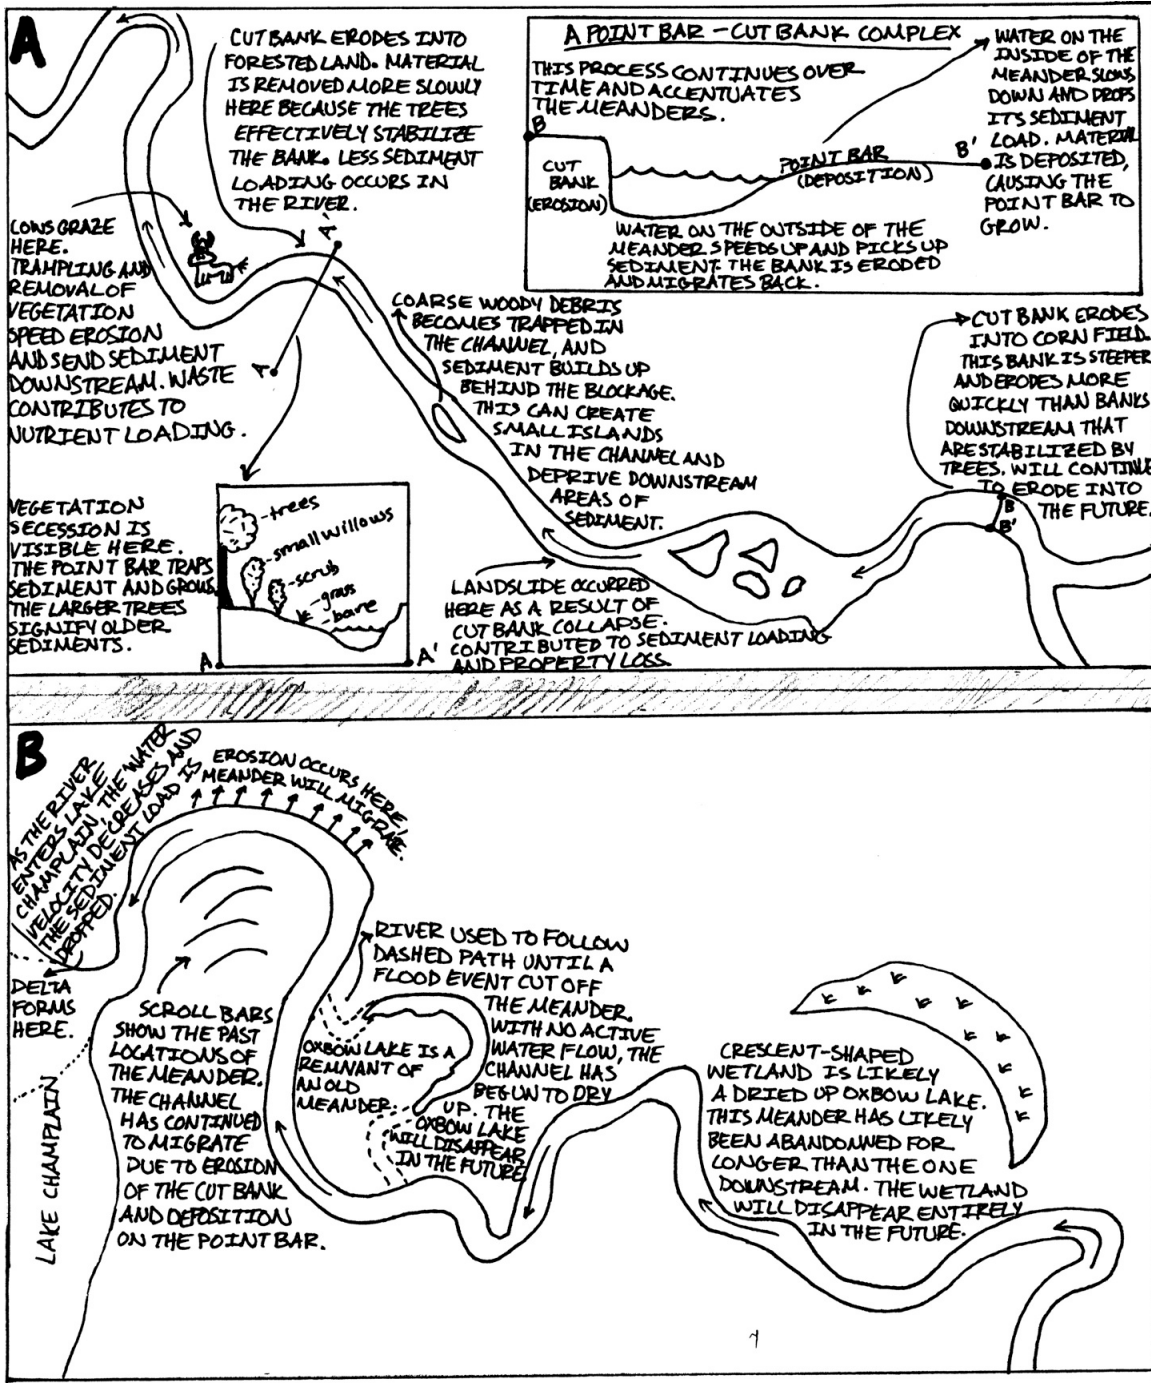 A
CUTBANK ERODES INTO
FORESTED LAND. MATERIAL
IS REMOVED MORE SLOWLY
HERE BECAUSE THE TREES
EFFECTIVELY STABILIZE
THE BANK. LESS SEDIMENT
LOADING OCCURS IN
THE RIVER.
A POINT BAR - CUT BANK COMPLEX
THIS PROCESS CONTINUES OVER
TIME AND ACCENTUATES
THE MEANDERS.
B
CUT
BANK
(EROSION)
POINT BAR
(DEPOSITION)
B'
WATER ON THE OUTSIDE OF THE
MEANDER SPEEDS UP AND PICKS UP
SEDIMENT. THE BANK IS ERODED
AND MIGRATES BACK.
WATER ON THE
INSIDE OF THE
MEANDER SLOWS
DOWN AND DROPS
ITS SEDIMENT
LOAD. MATERIAL
IS DEPOSITED,
CAUSING THE
POINT BAR TO
GROW.
COWS GRAZE
HERE.
TRAMPLING AND
REMOVAL OF
VEGETATION
SPEED EROSION
AND SEND SEDIMENT
DOWNSTREAM. WASTE
CONTRIBUTES TO
NUTRIENT LOADING.
A'
A
COARSE WOODY DEBRIS
BECOMES TRAPPED IN
THE CHANNEL, AND
SEDIMENT BUILDS UP
BEHIND THE BLOCKAGE.
THIS CAN CREATE
SMALL ISLANDS
IN THE CHANNEL AND
DEPRIVE DOWNSTREAM
AREAS OF
SEDIMENT.
CUT BANK ERODES
INTO CORN FIELD.
THIS BANK IS STEEPER
AND ERODES MORE
QUICKLY THAN BANKS
DOWNSTREAM THAT
ARE STABILIZED BY
TREES. WILL CONTINUE
TO ERODE INTO
THE FUTURE.
B
B'
VEGETATION
SECESSION IS
VISIBLE HERE.
THE POINT BAR TRAPS
SEDIMENT AND GROWS.
THE LARGER TREES
SIGNIFY OLDER
SEDIMENTS.
trees
small willows
scrub
grass
bare
A
A'
LANDSLIDE OCCURRED
HERE AS A RESULT OF
CUT BANK COLLAPSE.
CONTRIBUTED TO SEDIMENT LOADING
AND PROPERTY LOSS.
B
AS THE RIVER
ENTERS LAKE
CHAMPLAIN, THE WATER
VELOCITY DECREASES AND
THE SEDIMENT LOAD IS
DROPPED.
EROSION OCCURS HERE,
MEANDER WILL MIGRATE.
DELTA
FORMS
HERE.
LAKE CHAMPLAIN
SCROLL BARS
SHOW THE PAST
LOCATIONS OF
THE MEANDER.
THE CHANNEL
HAS CONTINUED
TO MIGRATE
DUE TO EROSION
OF THE CUT BANK
AND DEPOSITION
ON THE POINT BAR.
RIVER USED TO FOLLOW
DASHED PATH UNTIL A
FLOOD EVENT CUT OFF
THE MEANDER.
WITH NO ACTIVE
WATER FLOW, THE
CHANNEL HAS
BEGUN TO DRY
UP. THE
OXBOW LAKE
WILL DISAPPEAR
IN THE FUTURE
OXBOW LAKE IS A
REMNANT OF
AN OLD
MEANDER.
CRESCENT-SHAPED
WETLAND IS LIKELY
A DRIED UP OXBOW LAKE.
THIS MEANDER HAS LIKELY
BEEN ABANDONNED FOR
LONGER THAN THE ONE
DOWNSTREAM. THE WETLAND
WILL DISAPPEAR ENTIRELY
IN THE FUTURE.